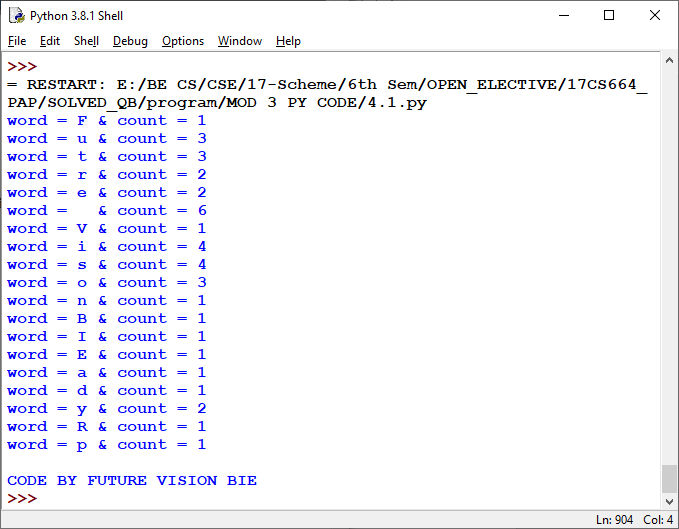 Python 3.8.1 Shell
File Edit Shell Debug Options Window Help
>>>
= RESTART: E:/BE CS/CSE/17-Scheme/6th Sem/OPEN_ELECTIVE/17CS664_
PAP/SOLVED_QB/program/MOD 3 PY CODE/4.1.py
word = F & count = 1
word = u & count = 3
word = t & count = 3
word = r & count = 2
word = e & count = 2
word =   & count = 6
word = V & count = 1
word = i & count = 4
word = s & count = 4
word = o & count = 3
word = n & count = 1
word = B & count = 1
word = I & count = 1
word = E & count = 1
word = a & count = 1
word = d & count = 1
word = y & count = 2
word = R & count = 1
word = p & count = 1
CODE BY FUTURE VISION BIE
>>>
Ln: 904 Col: 4